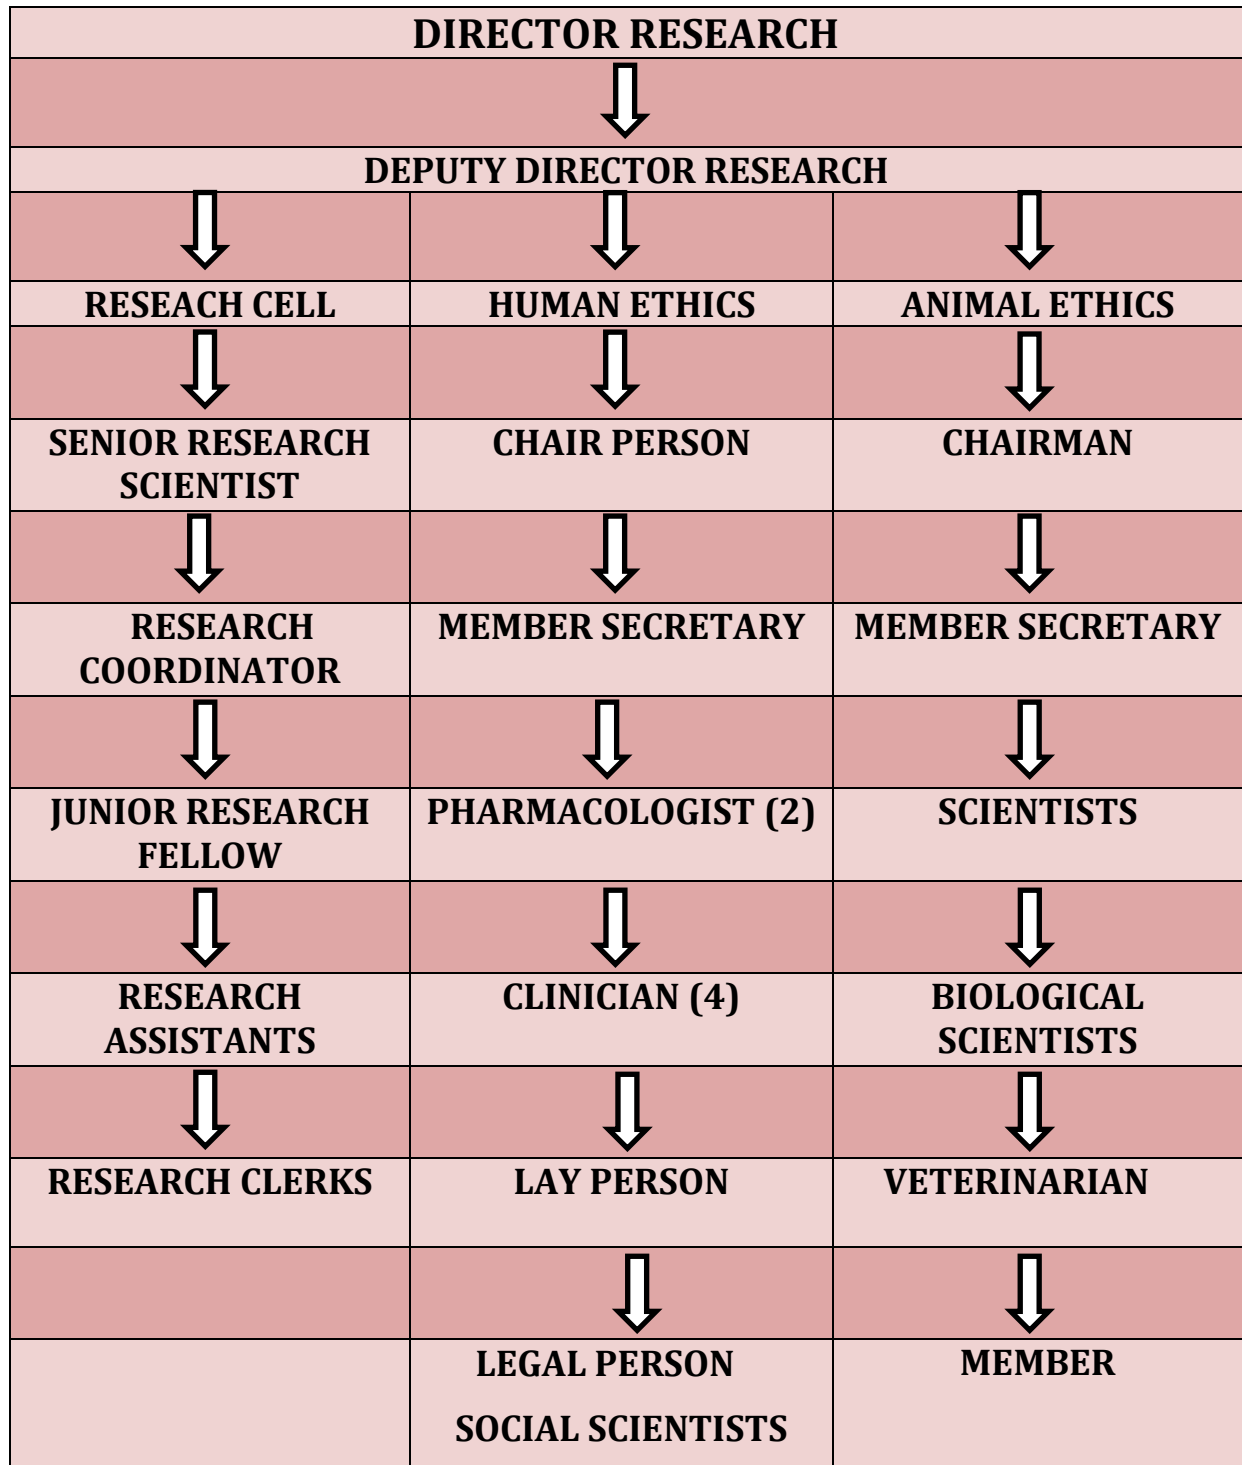 DIRECTOR RESEARCH
DEPUTY DIRECTOR RESEARCH
RESEACH CELL
HUMAN ETHICS
ANIMAL ETHICS
SENIOR RESEARCH
SCIENTIST
CHAIR PERSON
CHAIRMAN
RESEARCH
COORDINATOR
MEMBER SECRETARY
MEMBER SECRETARY
JUNIOR RESEARCH
FELLOW
PHARMACOLOGIST (2)
SCIENTISTS
RESEARCH
ASSISTANTS
CLINICIAN (4)
BIOLOGICAL
SCIENTISTS
RESEARCH CLERKS
LAY PERSON
VETERINARIAN
LEGAL PERSON
SOCIAL SCIENTISTS
MEMBER